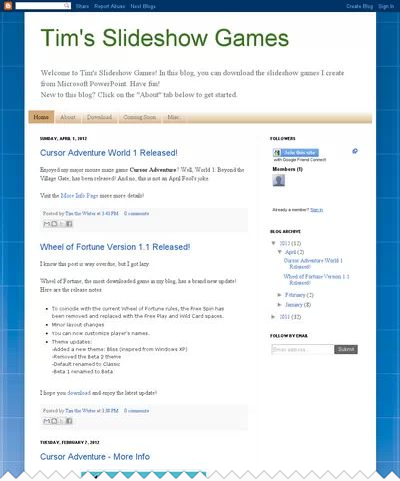 Share Report Abuse Next Blog»
Create Blog Sign In
Tim's Slideshow Games
Welcome to Tim's Slideshow Games! In this blog, you can download the slideshow games I create
from Microsoft PowerPoint. Have fun!
New to this blog? Click on the "About" tab below to get started.
Home About Download Coming Soon Misc.
SUNDAY, APRIL 1, 2012
Cursor Adventure World 1 Released!
Enjoyed my major mouse maze game Cursor Adventure? Well, World 1: Beyond the
Village Gate, has been released! And no, this is not an April Fool's joke.
Visit the More Info Page more more details!
Posted by Tim the Writer at 3:43 PM 0 comments
Wheel of Fortune Version 1.1 Released!
I know this post is way overdue, but I got lazy.
Wheel of Fortune, the most downloaded game in my blog, has a brand new update!
Here are the release notes.
• To coincide with the current Wheel of Fortune rules, the Free Spin has
been removed and replaced with the Free Play and Wild Card spaces.
• Minor layout changes
• You can now customize player's names.
• Theme updates:
-Added a new theme: Bliss (inspired from Windows XP)
-Removed the Beta 2 theme
-Default renamed to Classic
-Beta 1 renamed to Beta
I hope you download and enjoy the latest update!
Posted by Tim the Writer at 3:38 PM 0 comments
TUESDAY, FEBRUARY 7, 2012
Cursor Adventure - More Info
FOLLOWERS
Join this site
with Google Friend Connect
Members (1)
Already a member? Sign in
BLOG ARCHIVE
▼ 2012 (12)
▼ April (2)
Cursor Adventure World 1
Released!
Wheel of Fortune Version 1.1
Released!
► February (2)
► January (8)
► 2011 (32)
FOLLOW BY EMAIL
Email address... Submit